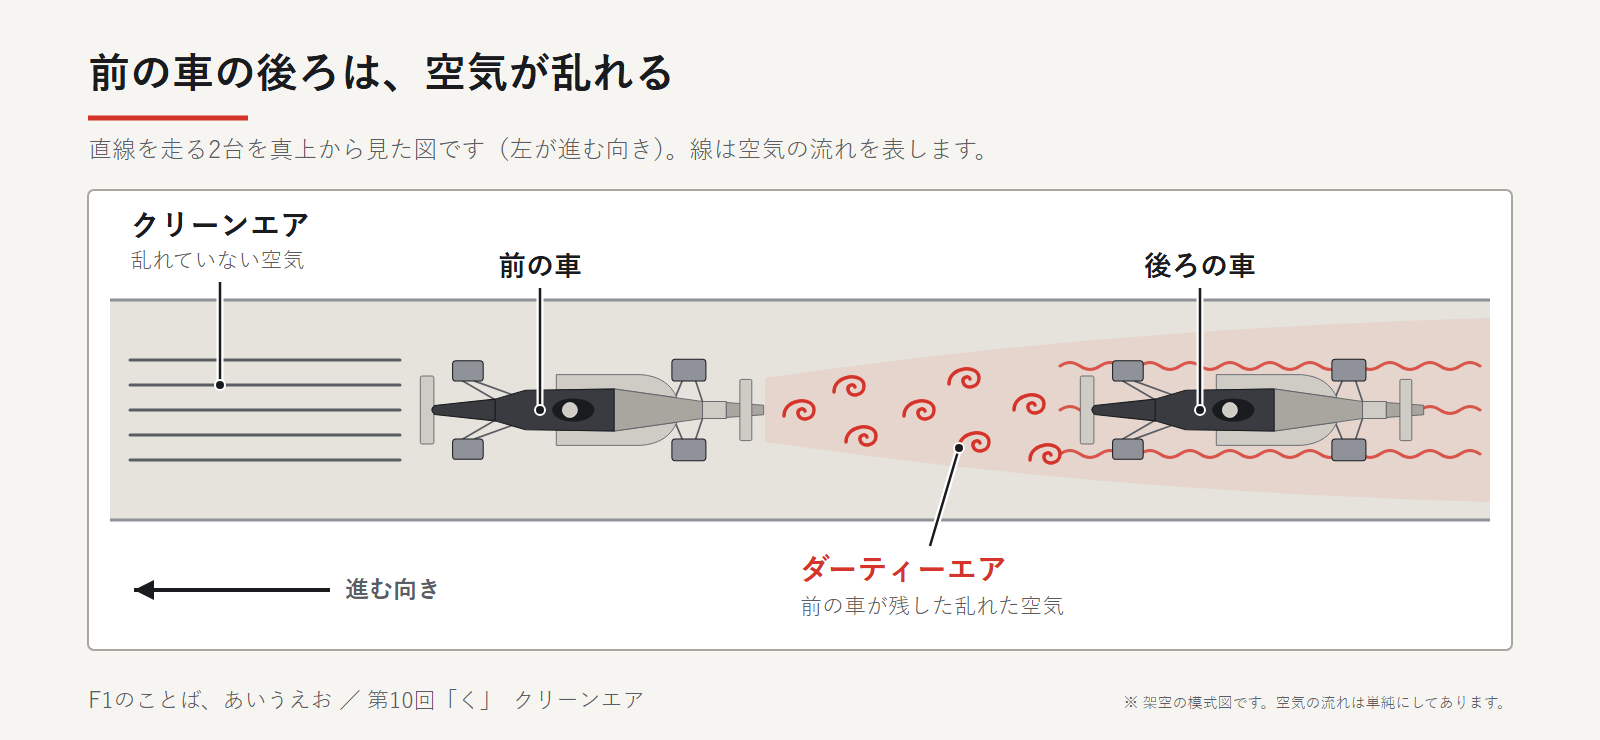 前の車の後ろは、空気が乱れる
直線を走る2台を真上から見た図です（左が進む向き）。線は空気の流れを表します。
クリーンエア
乱れていない空気
前の車
後ろの車
ダーティーエア
前の車が残した乱れた空気
進む向き
F1のことば、あいうえお ／ 第10回「く」 クリーンエア
※ 架空の模式図です。空気の流れは単純にしてあります。